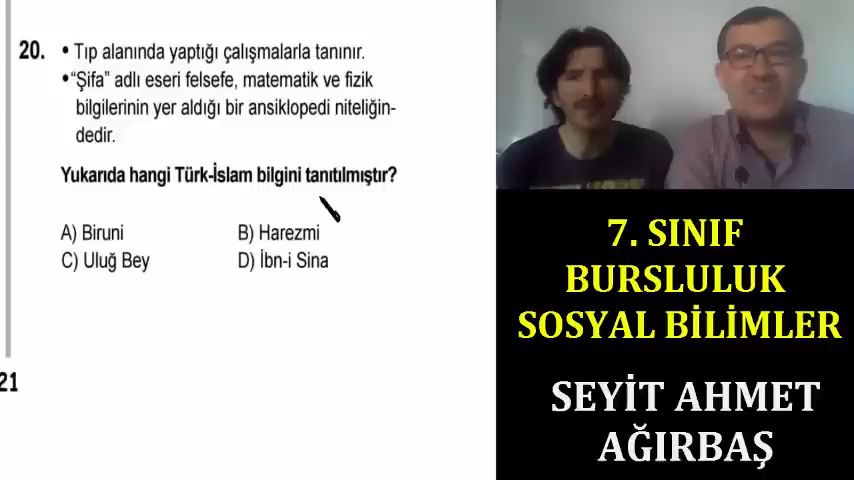 20. • Tıp alanında yaptığı çalışmalarla tanınır.
•“Şifa” adlı eseri felsefe, matematik ve fizik
bilgilerinin yer aldığı bir ansiklopedi niteliğin-
dedir.
Yukarıda hangi Türk-İslam bilgini tanıtılmıştır?
A) Biruni B) Harezmi
C) Uluğ Bey D) İbn-i Sina
21
7. SINIF
BURSLULUK
SOSYAL BİLİMLER
SEYİT AHMET
AĞIRBAŞ